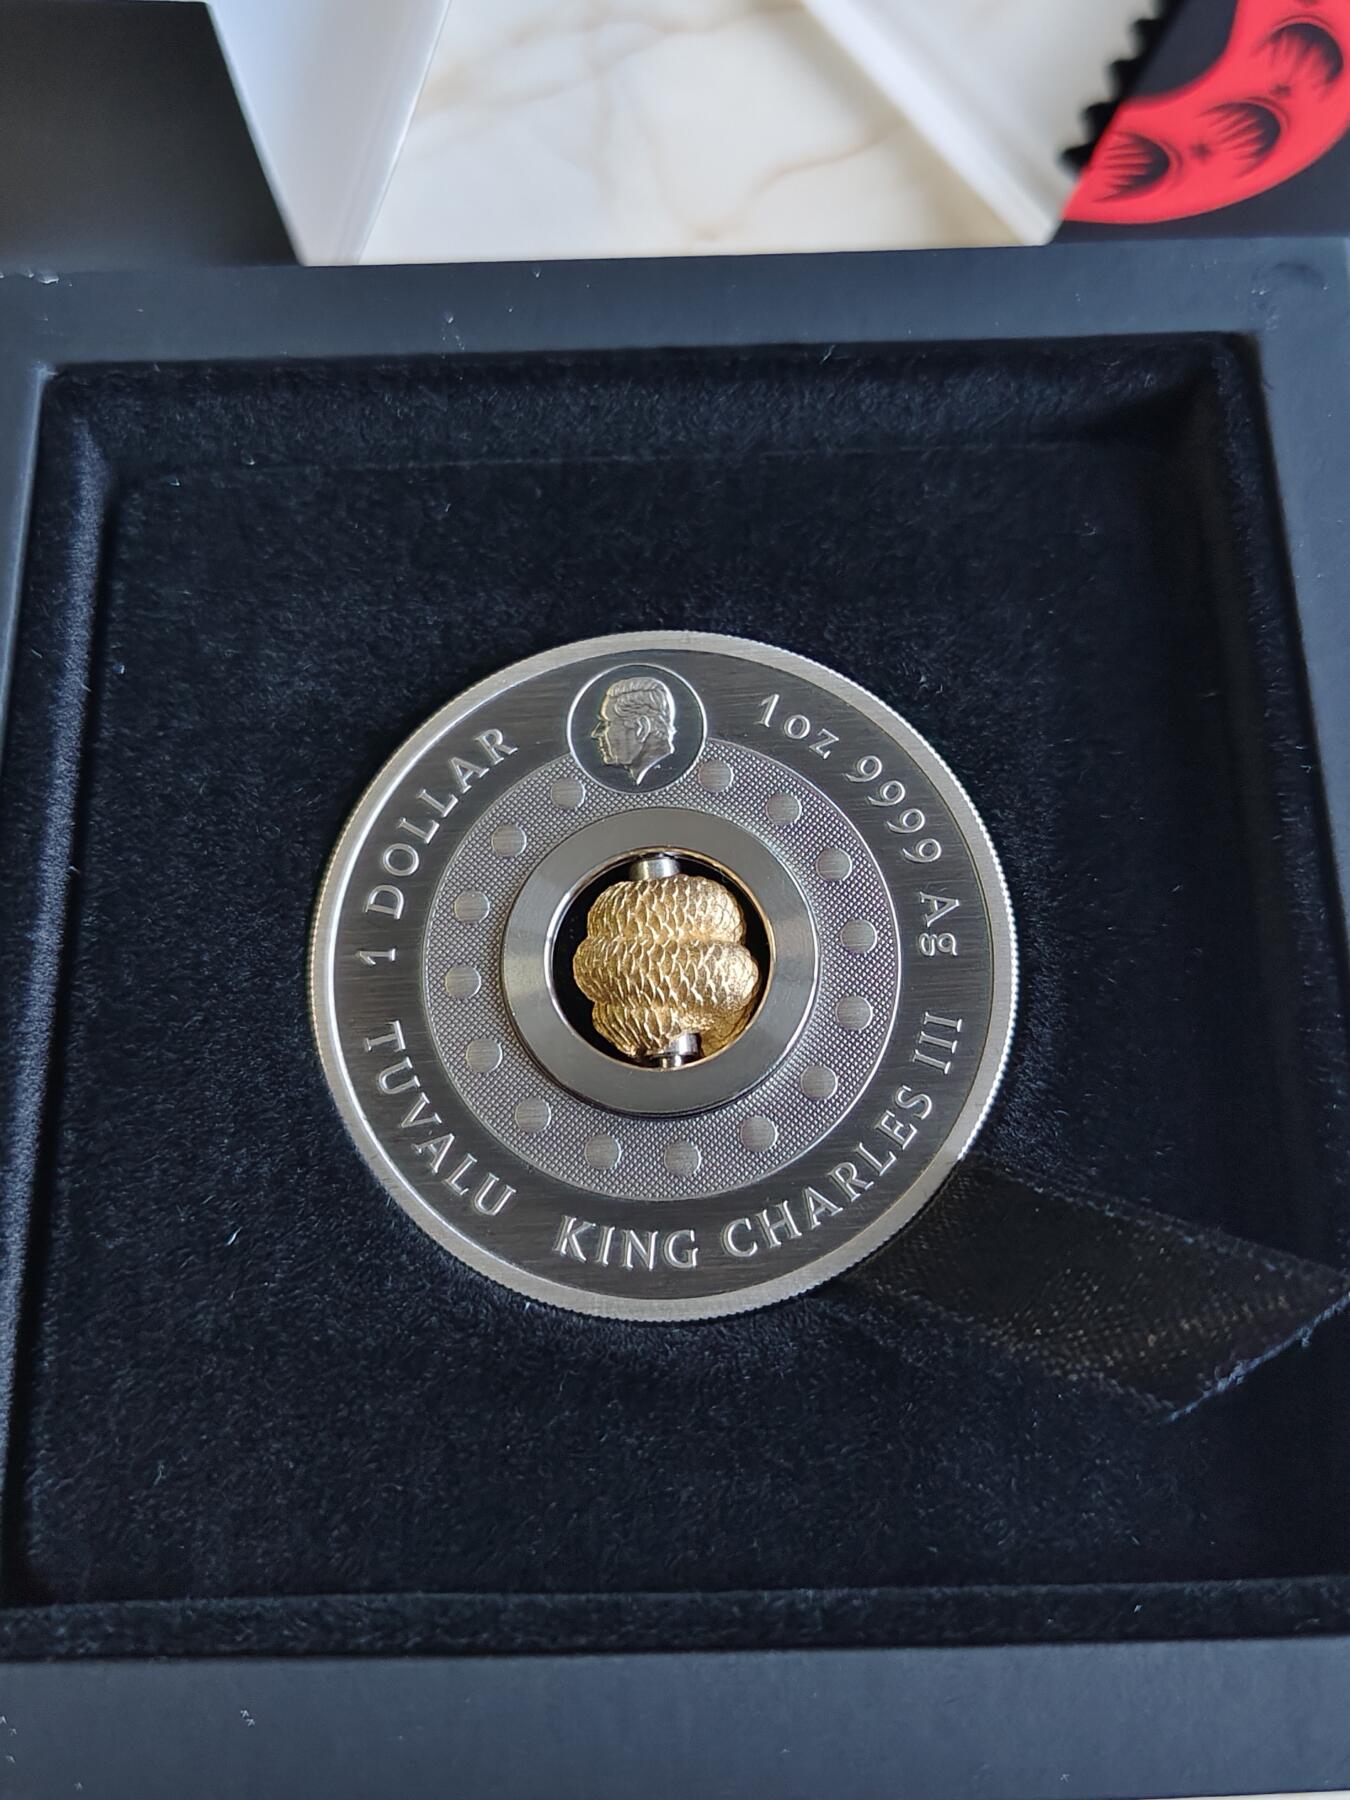 1 DOLLAR
1oz 9999 Ag
TUVALU
KING CHARLES III